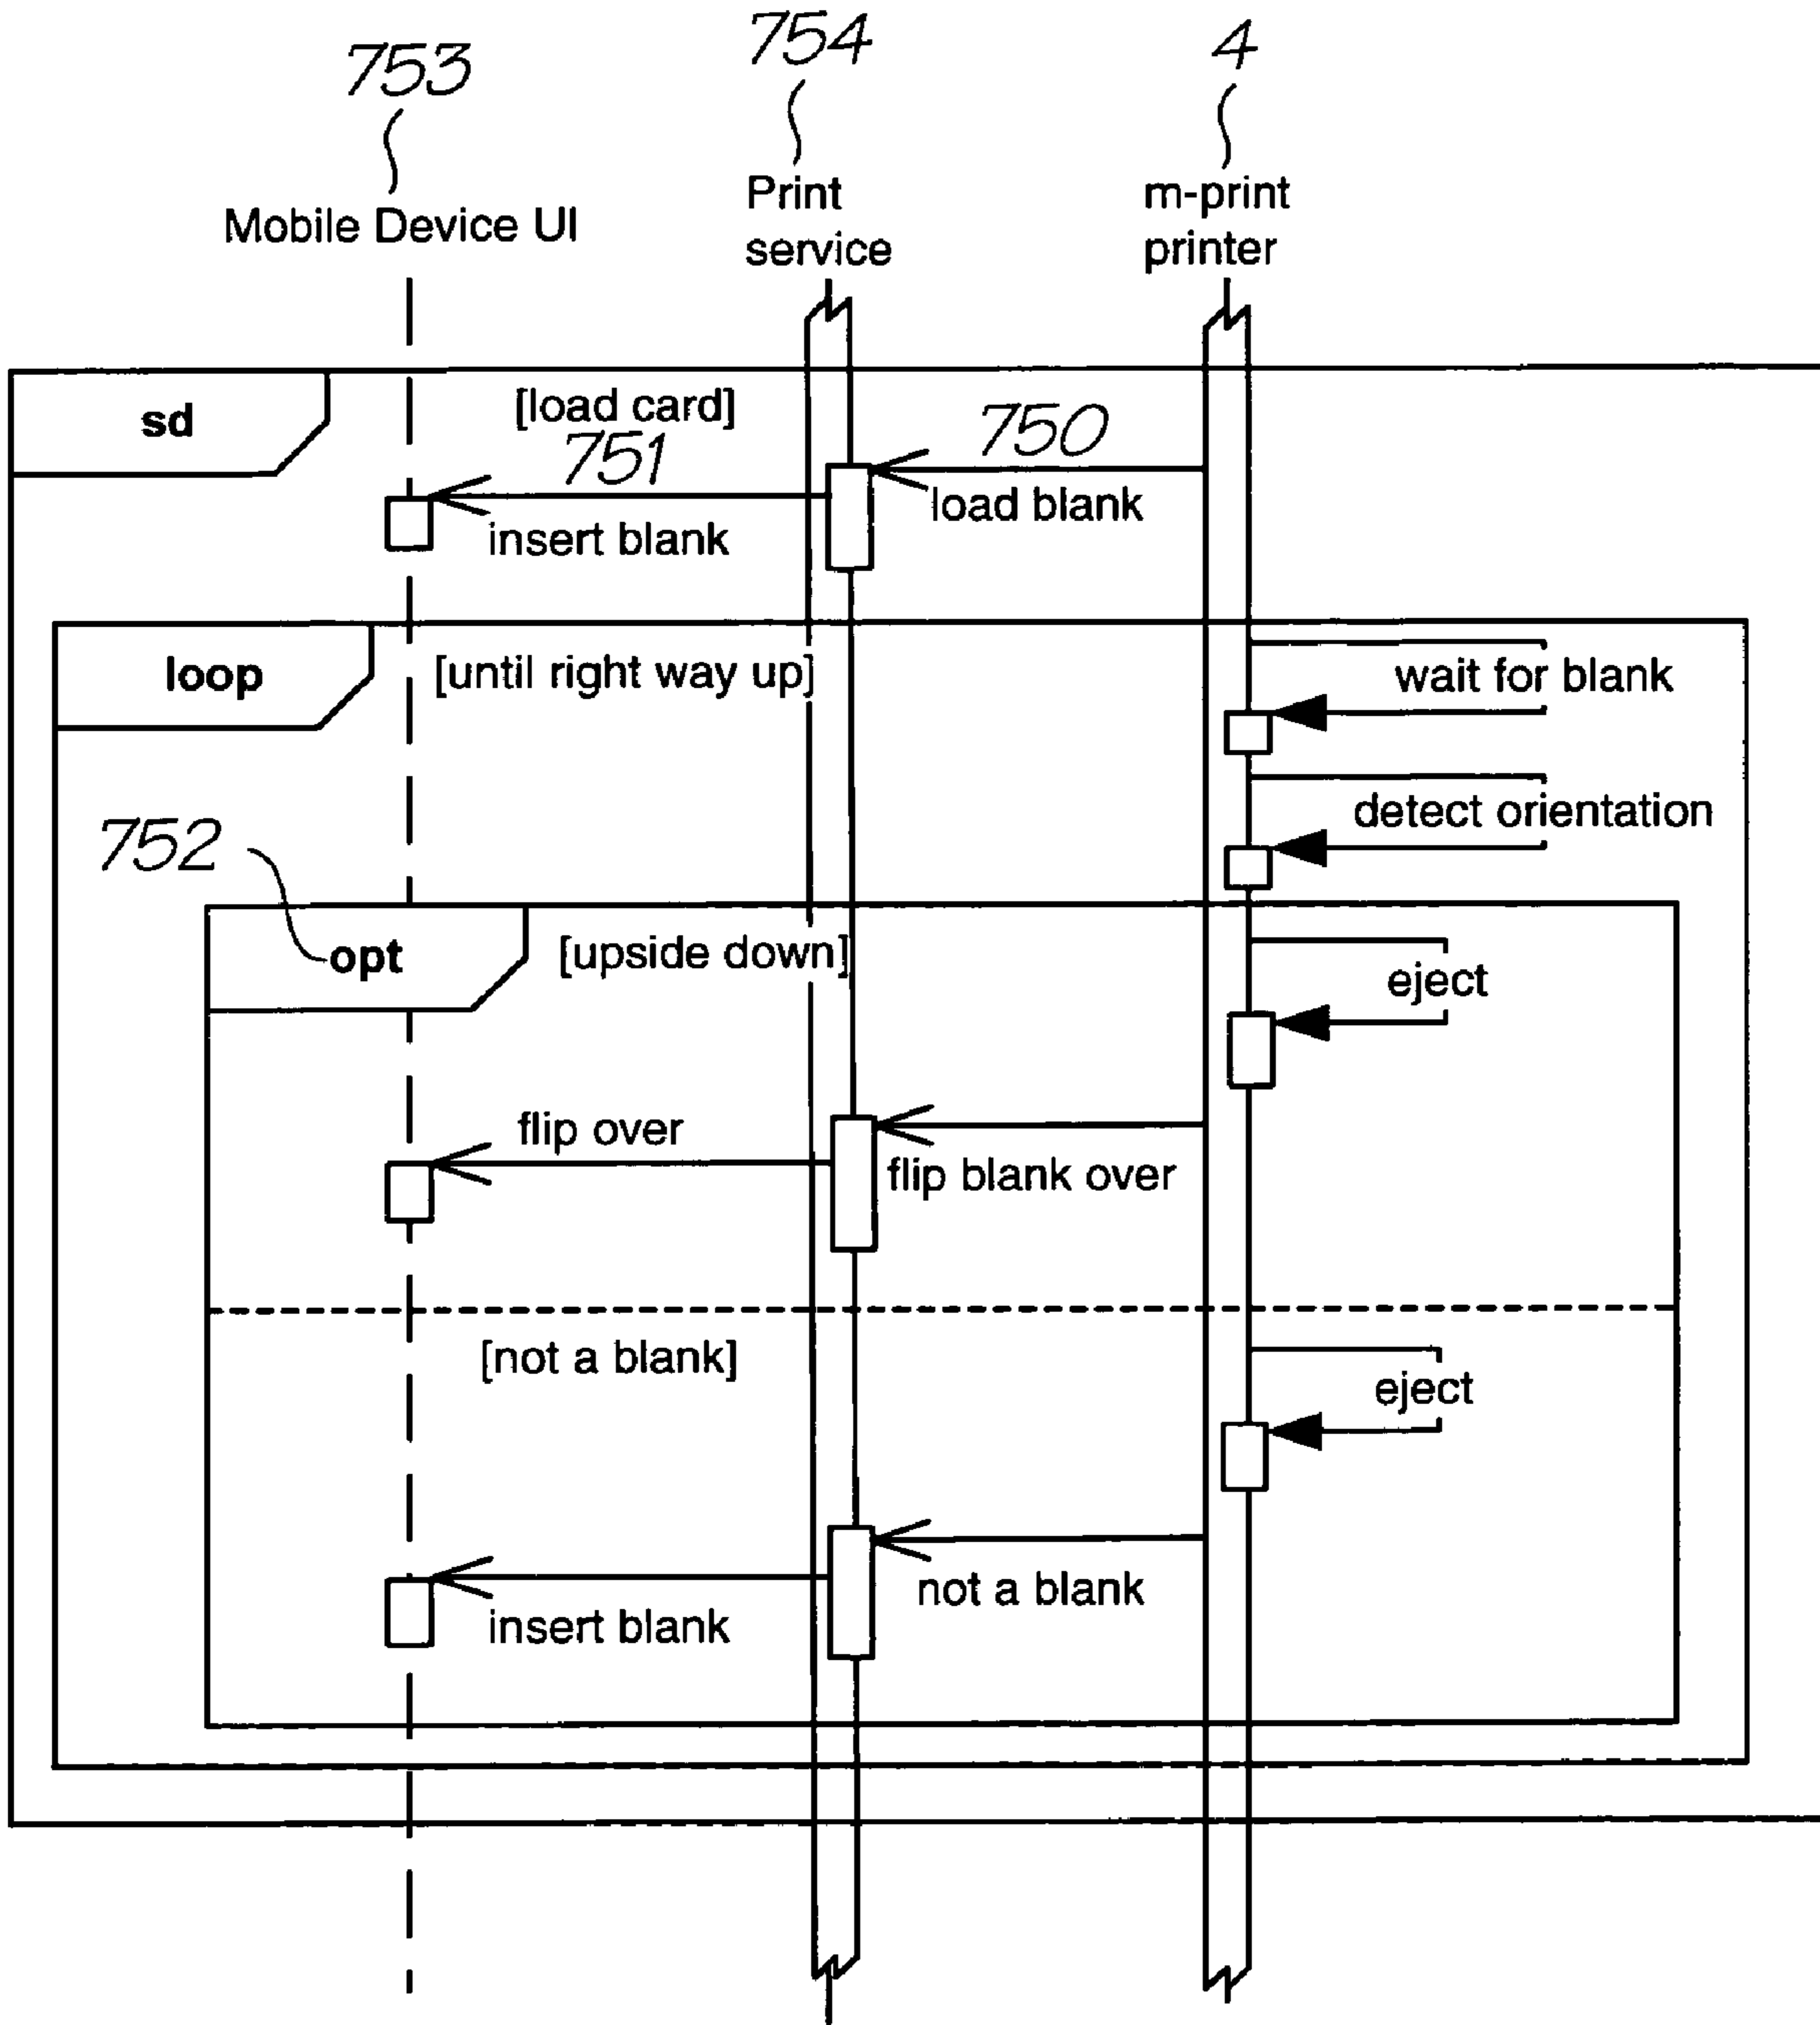 753
754
4
Mobile Device UI
Print
service
m-print
printer
sd
[load card]
751
750
insert blank
load blank
loop
[until right way up]
wait for blank
detect orientation
752
opt
[upside down]
eject
flip over
flip blank over
[not a blank]
eject
not a blank
insert blank